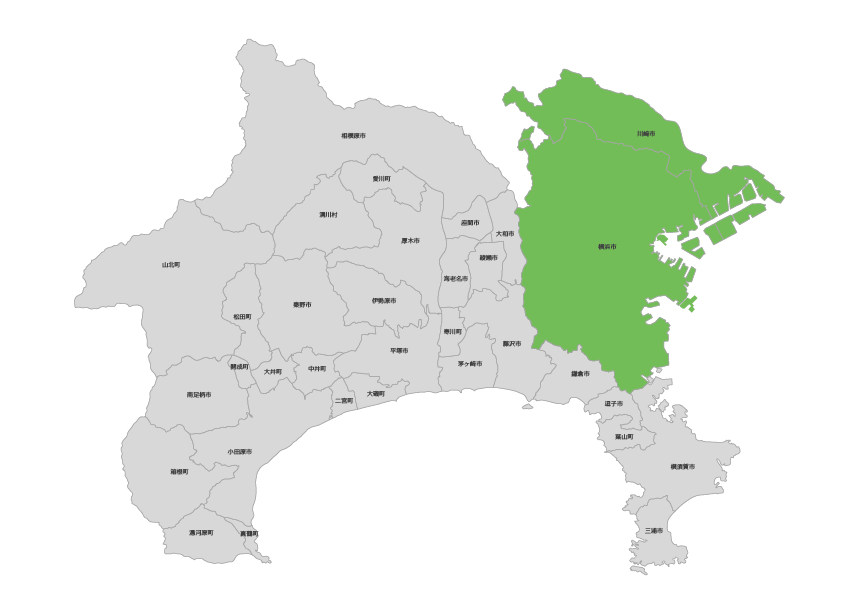 川崎市
相模原市
愛川町
清川村
座間市
大和市
厚木市
横浜市
綾瀬市
山北町
海老名市
伊勢原市
秦野市
松田町
寒川町
藤沢市
平塚市
茅ヶ崎市
開成町
中井町
大井町
鎌倉市
大磯町
南足柄市
二宮町
逗子市
葉山町
小田原市
横須賀市
箱根町
三浦市
湯河原町
真鶴町